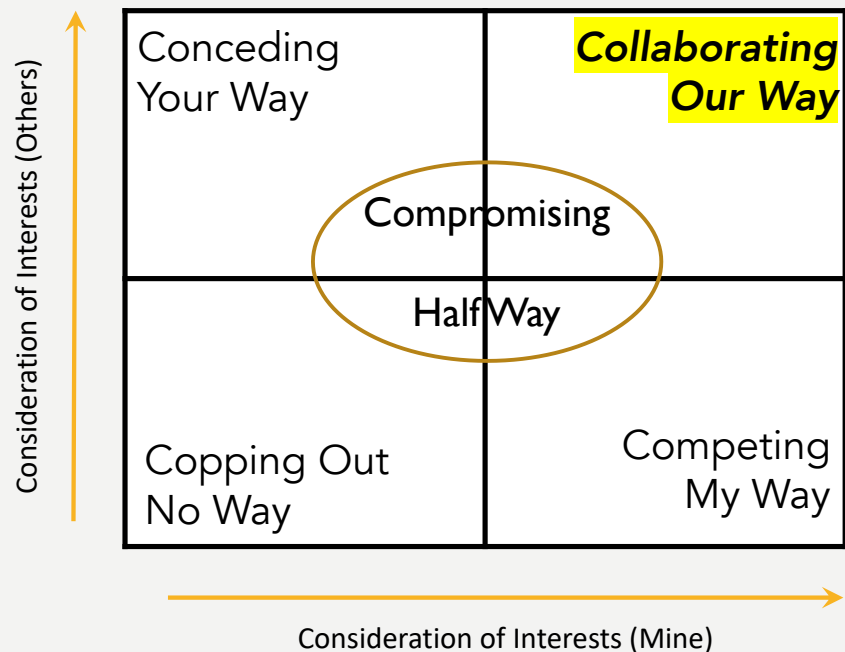 Consideration of Interests (Others)
Conceding
Your Way
Collaborating
Our Way
Compromising
Half Way
Copping Out
No Way
Competing
My Way
Consideration of Interests (Mine)